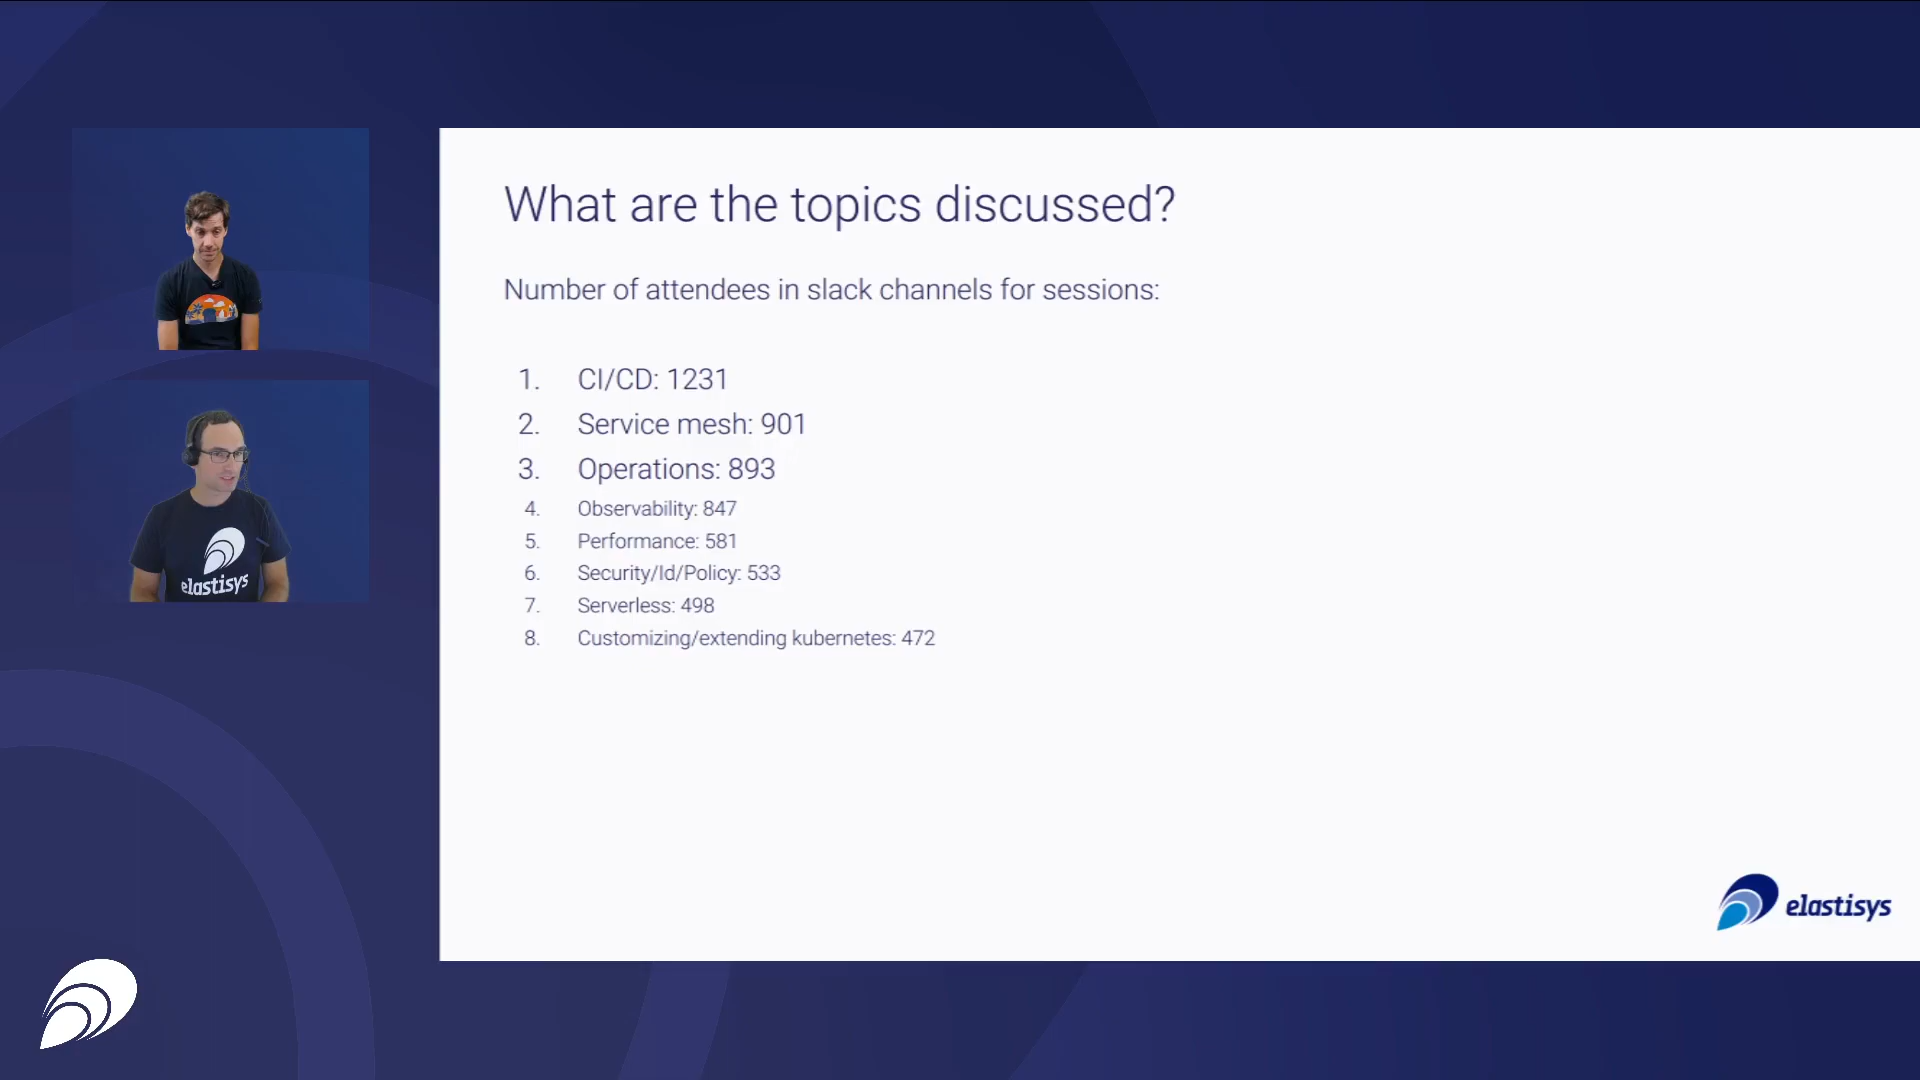 What are the topics discussed?
Number of attendees in slack channels for sessions:
1. CI/CD: 1231
2. Service mesh: 901
3. Operations: 893
4. Observability: 847
5. Performance: 581
6. Security/Id/Policy: 533
7. Serverless: 498
8. Customizing/extending kubernetes: 472
elastisys
elastisys